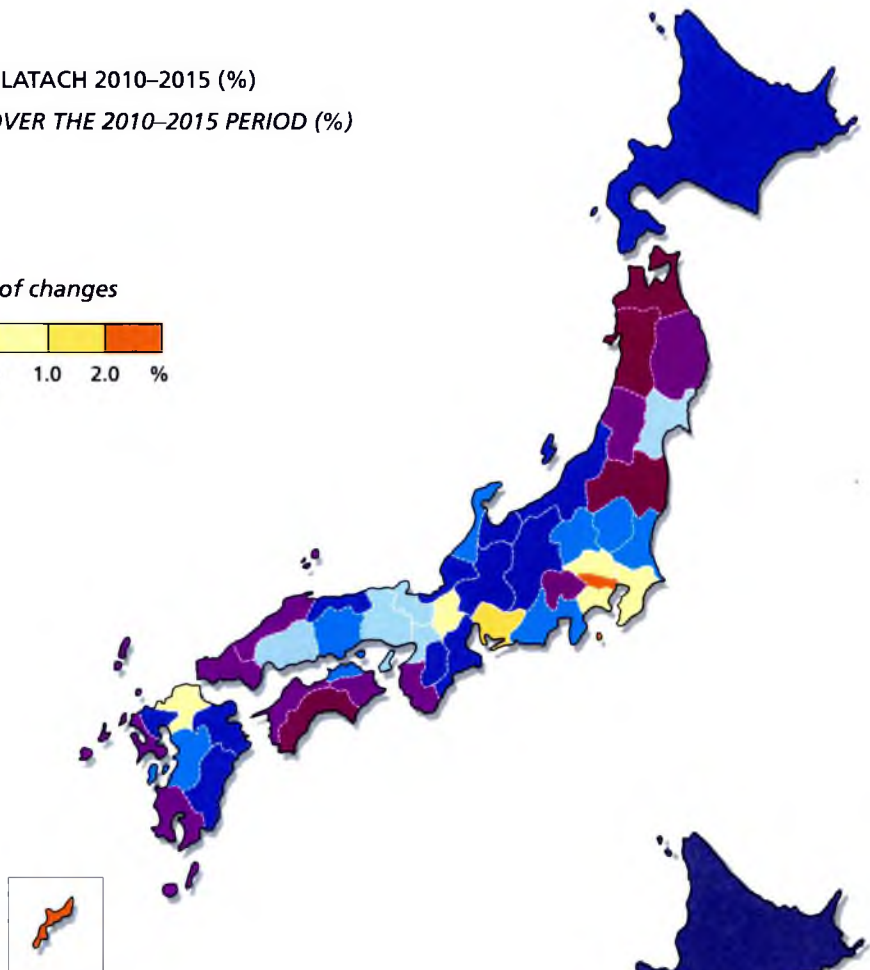 LATACH 2010–2015 (%)
OVER THE 2010–2015 PERIOD (%)
of changes
1.0 2.0 %